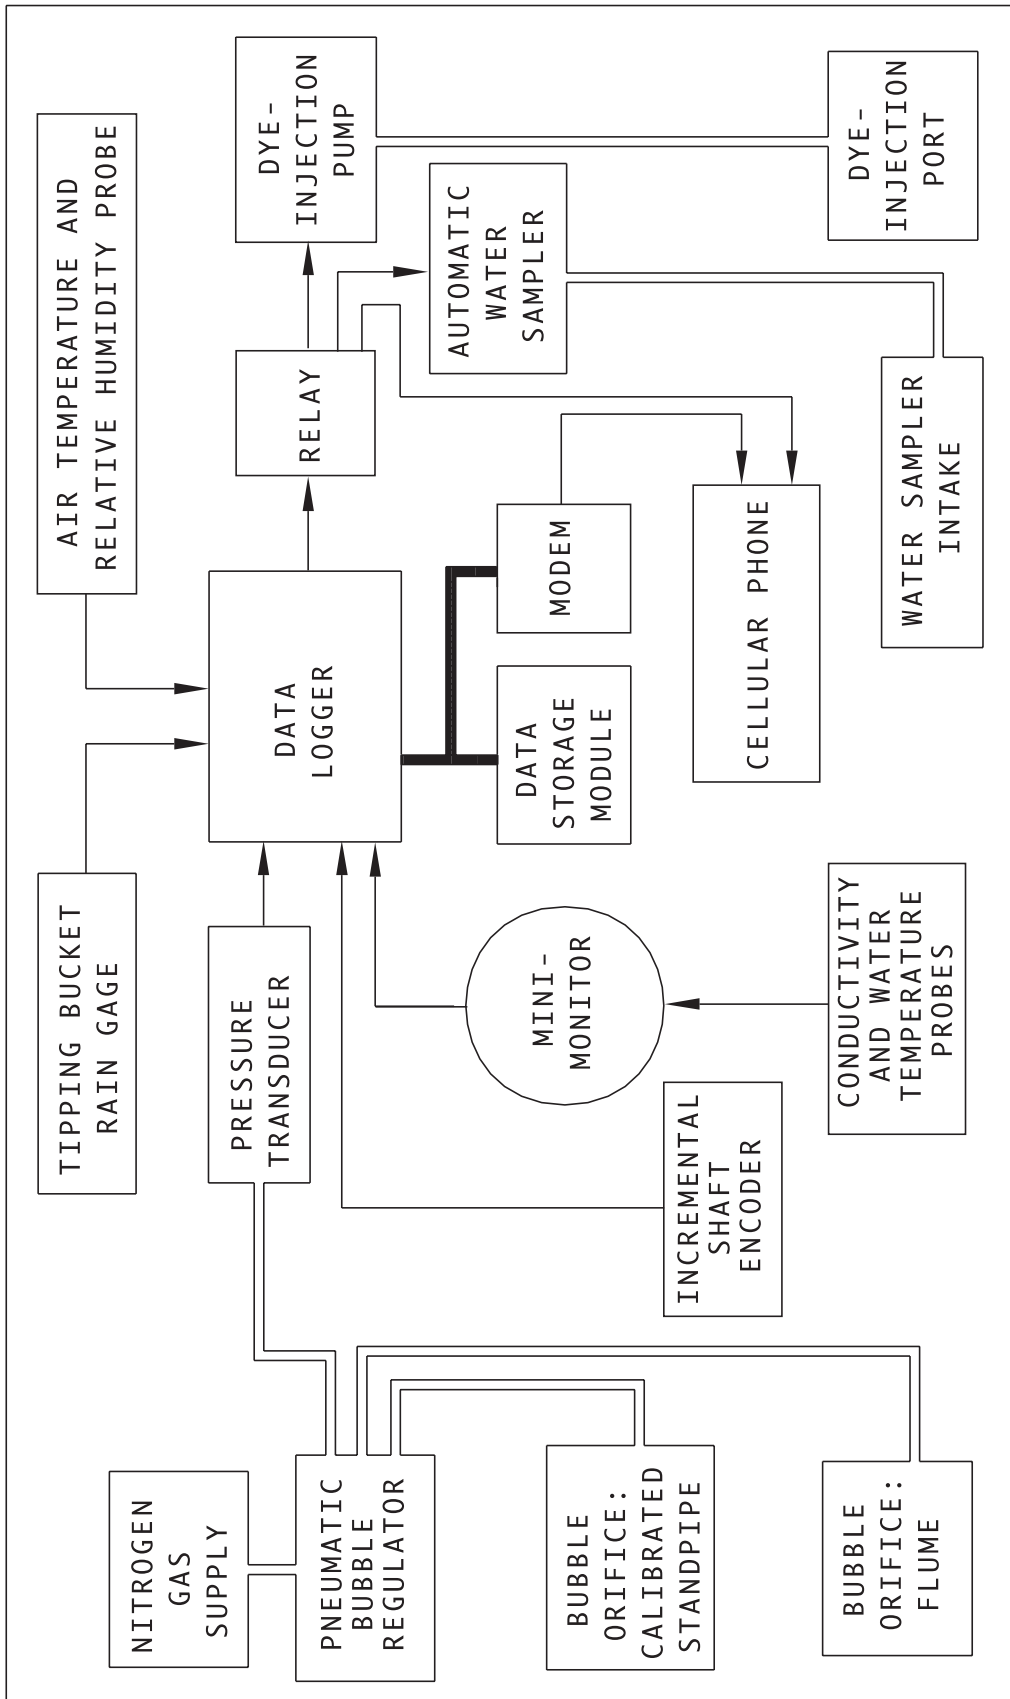 NITROGEN
GAS
SUPPLY
TIPPING BUCKET
RAIN GAGE
AIR TEMPERATURE AND
RELATIVE HUMIDITY PROBE
PNEUMATIC
BUBBLE
REGULATOR
PRESSURE
TRANSDUCER
DATA
LOGGER
RELAY
DYE-
INJECTION
PUMP
AUTOMATIC
WATER
SAMPLER
BUBBLE
ORIFICE:
CALIBRATED
STANDPIPE
MINI-
MONITOR
DATA
STORAGE
MODULE
MODEM
INCREMENTAL
SHAFT
ENCODER
CELLULAR PHONE
BUBBLE
ORIFICE:
FLUME
CONDUCTIVITY
AND WATER
TEMPERATURE
PROBES
WATER SAMPLER
INTAKE
DYE-
INJECTION
PORT